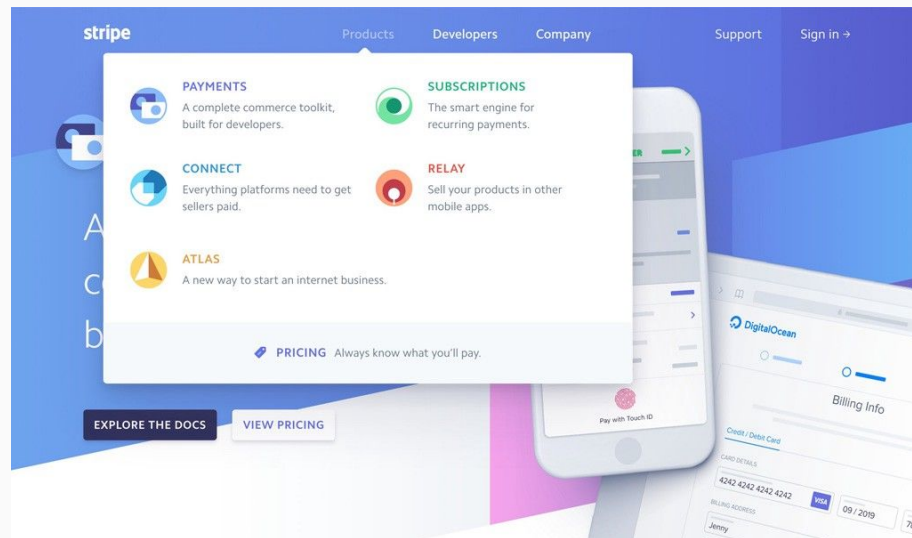 stripe
Products
Developers
Company
Support
Sign in →
PAYMENTS
A complete commerce toolkit,
built for developers.
SUBSCRIPTIONS
The smart engine for
recurring payments.
CONNECT
Everything platforms need to get
sellers paid.
RELAY
Sell your products in other
mobile apps.
ATLAS
A new way to start an internet business.
PRICING Always know what you'll pay.
EXPLORE THE DOCS
VIEW PRICING
Pay with Touch ID
DigitalOcean
Billing Info
Credit / Debit Card
CARD DETAILS
4242 4242 4242 4242
VISA
09 / 2019
BILLING ADDRESS
Jenny